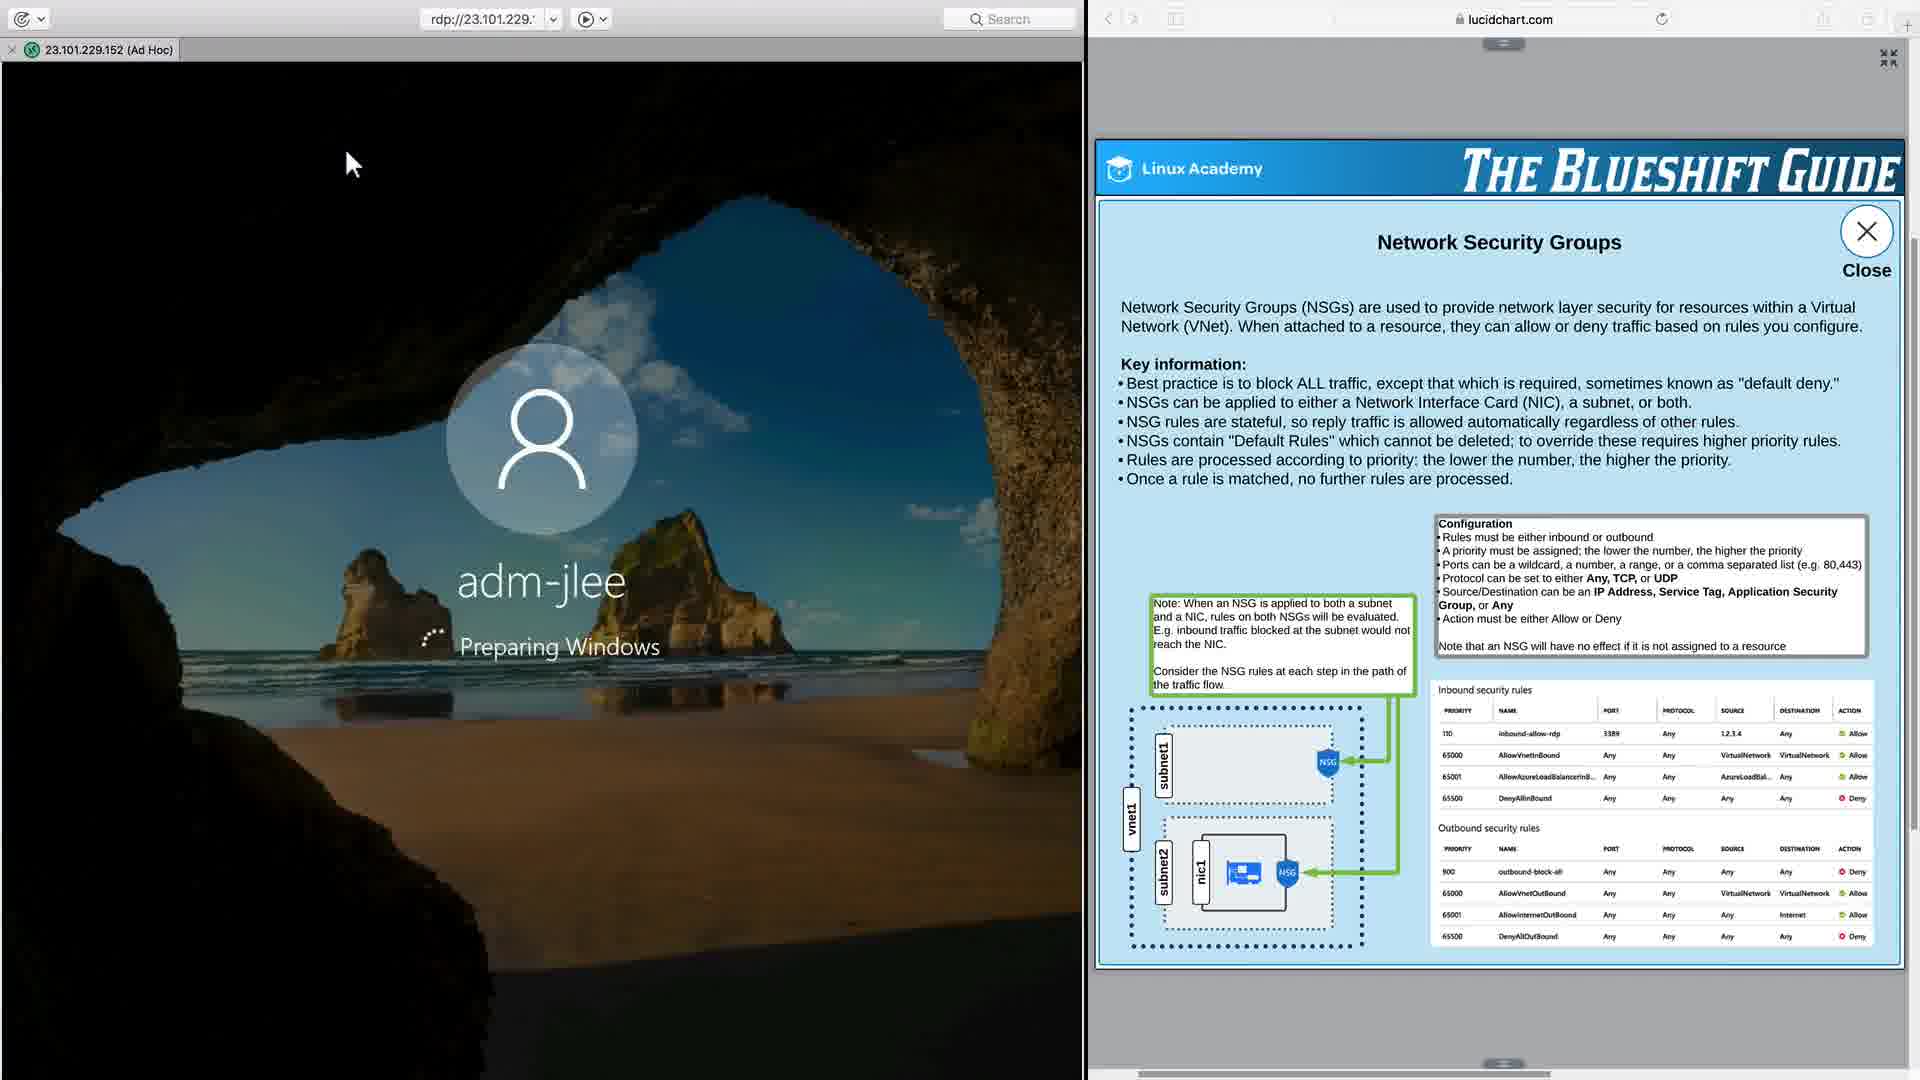 rdp://23.101.229.
Search
23.101.229.152 (Ad Hoc)
adm-jlee
Preparing Windows
lucidchart.com
Linux Academy
THE BLUESHIFT GUIDE
Network Security Groups
Close
Network Security Groups (NSGs) are used to provide network layer security for resources within a Virtual
Network (VNet). When attached to a resource, they can allow or deny traffic based on rules you configure.
Key information:
• Best practice is to block ALL traffic, except that which is required, sometimes known as "default deny."
• NSGs can be applied to either a Network Interface Card (NIC), a subnet, or both.
• NSG rules are stateful, so reply traffic is allowed automatically regardless of other rules.
• NSGs contain "Default Rules" which cannot be deleted; to override these requires higher priority rules.
• Rules are processed according to priority: the lower the number, the higher the priority.
• Once a rule is matched, no further rules are processed.
Configuration
• Rules must be either inbound or outbound
• A priority must be assigned; the lower the number, the higher the priority
• Ports can be a wildcard, a number, a range, or a comma separated list (e.g. 80,443)
• Protocol can be set to either Any, TCP, or UDP
• Source/Destination can be an IP Address, Service Tag, Application Security
Group, or Any
• Action must be either Allow or Deny
Note that an NSG will have no effect if it is not assigned to a resource
Note: When an NSG is applied to both a subnet
and a NIC, rules on both NSGs will be evaluated.
E.g. inbound traffic blocked at the subnet would not
reach the NIC.
Consider the NSG rules at each step in the path of
the traffic flow.
vnet1
subnet1
NSG
subnet2
nic1
NSG
Inbound security rules
PRIORITY NAME PORT PROTOCOL SOURCE DESTINATION ACTION
110 inbound-allow-rdp 3389 Any 1.2.3.4 Any Allow
65000 AllowVnetInBound Any Any VirtualNetwork VirtualNetwork Allow
65001 AllowAzureLoadBalancerInB... Any Any AzureLoadBal... Any Allow
65500 DenyAllInBound Any Any Any Any Deny
Outbound security rules
PRIORITY NAME PORT PROTOCOL SOURCE DESTINATION ACTION
900 outbound-block-all Any Any Any Any Deny
65000 AllowVnetOutBound Any Any VirtualNetwork VirtualNetwork Allow
65001 AllowInternetOutBound Any Any Any Internet Allow
65500 DenyAllOutBound Any Any Any Any Deny